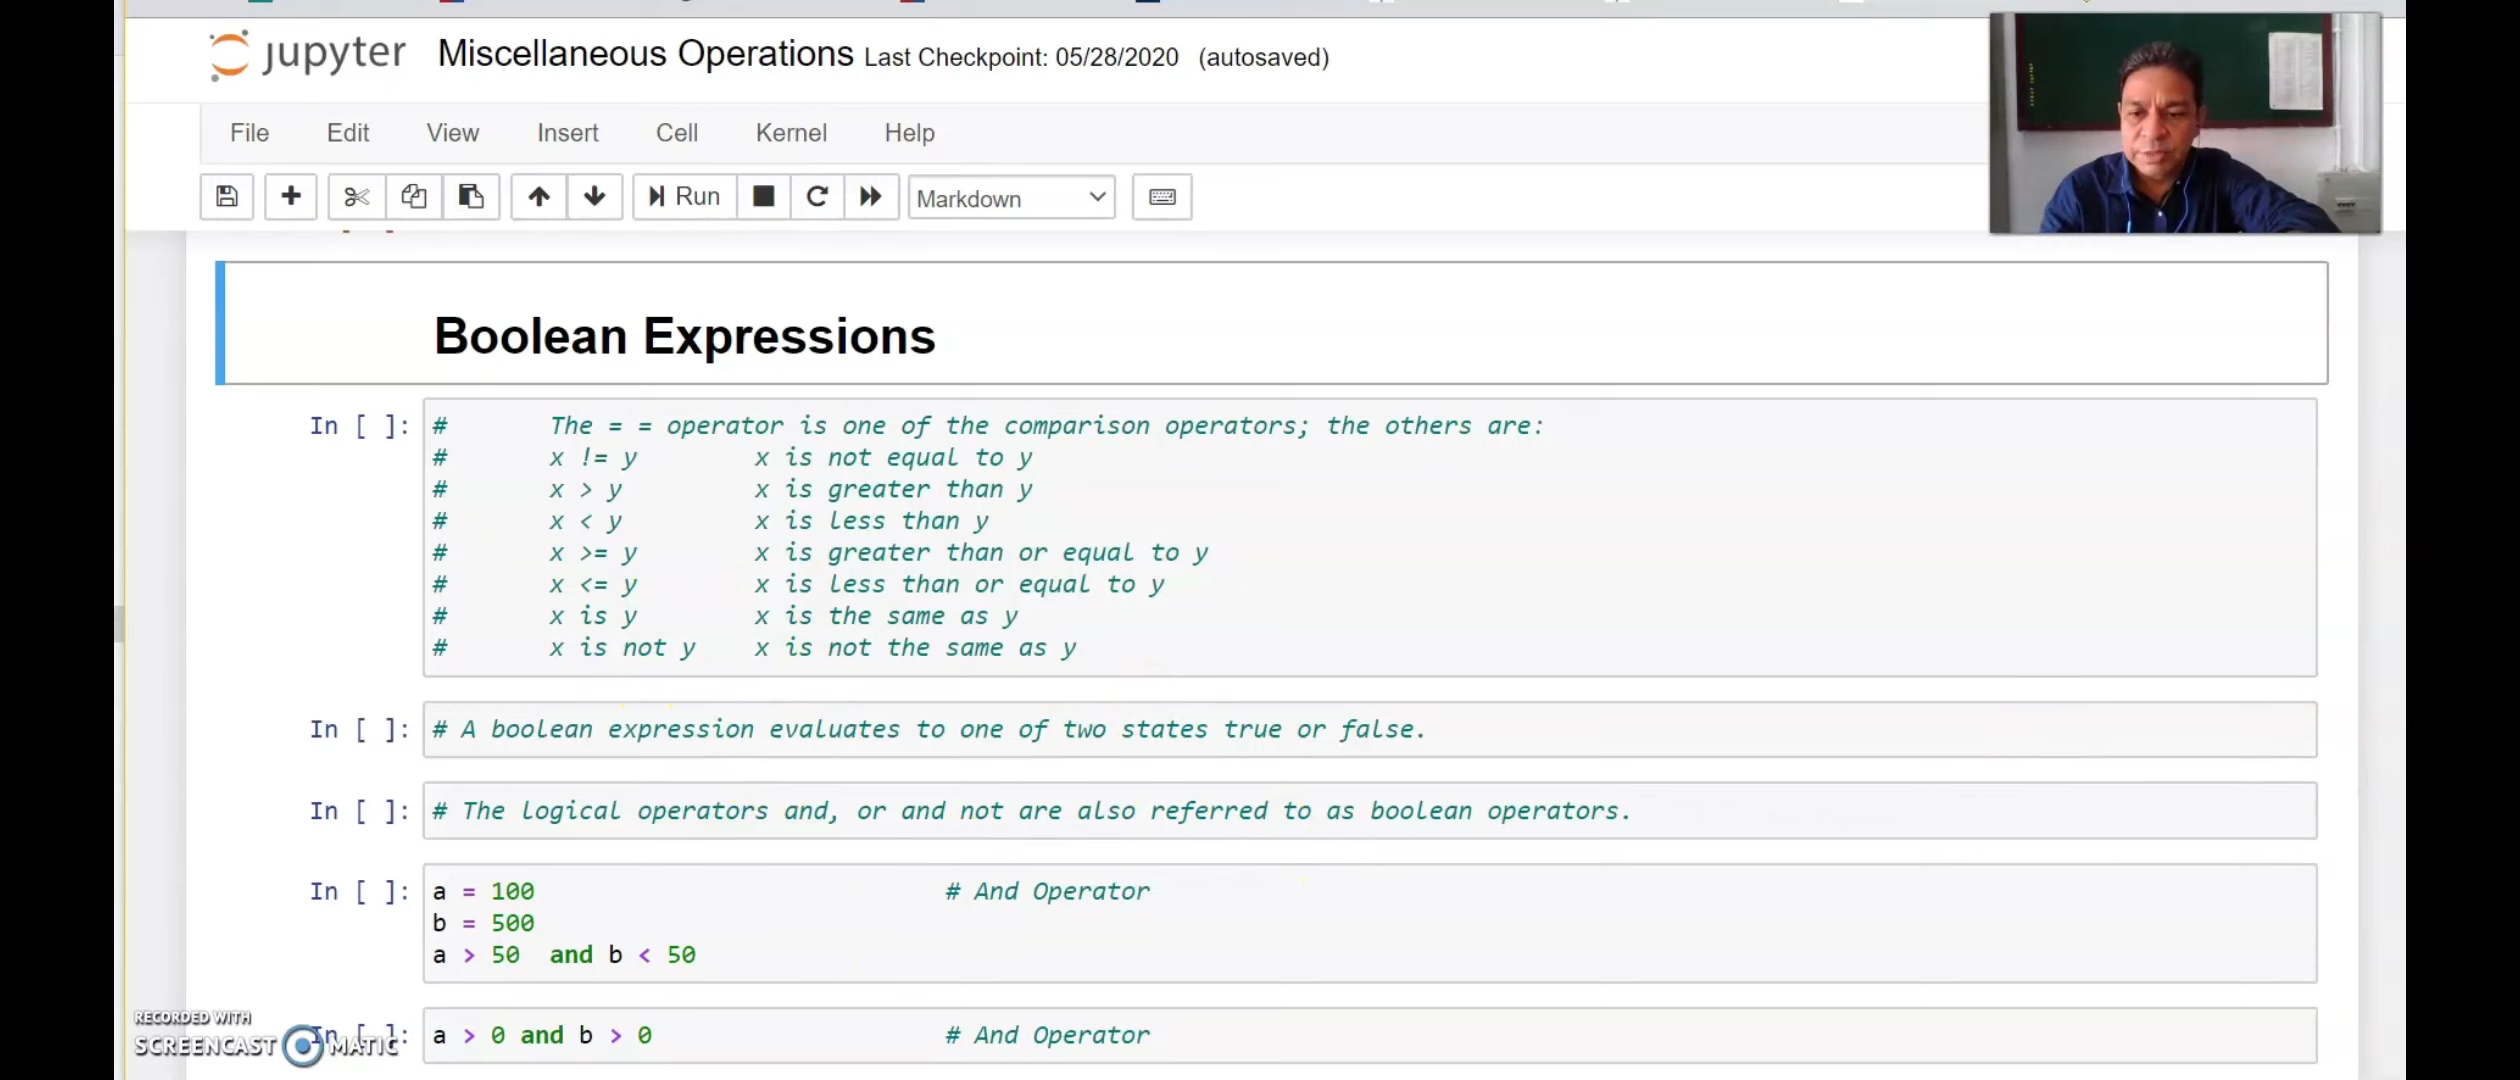 jupyter Miscellaneous Operations Last Checkpoint: 05/28/2020 (autosaved)
File Edit View Insert Cell Kernel Help
Run Markdown
Boolean Expressions
In [ ]: # The = = operator is one of the comparison operators; the others are:
# x != y x is not equal to y
# x > y x is greater than y
# x < y x is less than y
# x >= y x is greater than or equal to y
# x <= y x is less than or equal to y
# x is y x is the same as y
# x is not y x is not the same as y
In [ ]: # A boolean expression evaluates to one of two states true or false.
In [ ]: # The logical operators and, or and not are also referred to as boolean operators.
In [ ]: a = 100 # And Operator
b = 500
a > 50 and b < 50
In [ ]: a > 0 and b > 0 # And Operator
RECORDED WITH
SCREENCAST MATIC